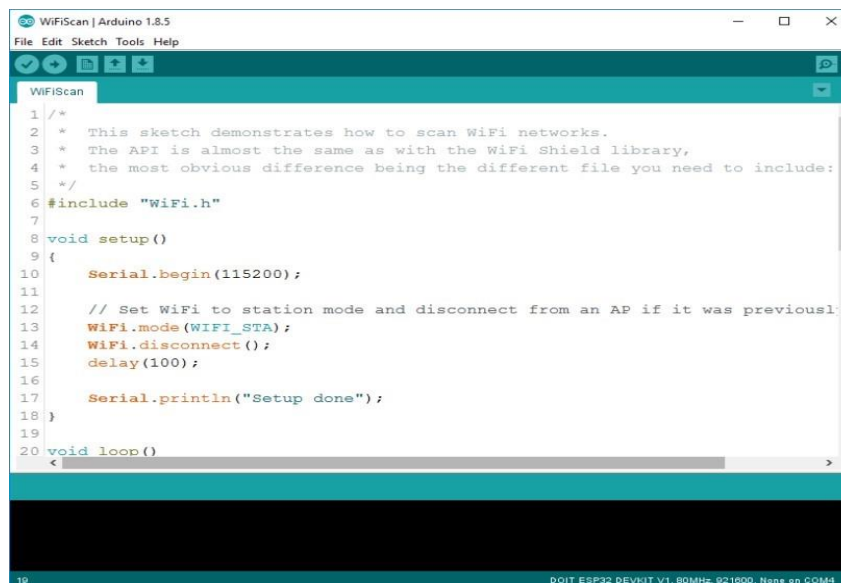 WiFiScan | Arduino 1.8.5
File Edit Sketch Tools Help
WiFiScan
1 /*
2  *  This sketch demonstrates how to scan WiFi networks.
3  *  The API is almost the same as with the WiFi Shield library,
4  *  the most obvious difference being the different file you need to include:
5  */
6 #include "WiFi.h"
7
8 void setup()
9 {
10     Serial.begin(115200);
11
12     // Set WiFi to station mode and disconnect from an AP if it was previousl
13     WiFi.mode(WIFI_STA);
14     WiFi.disconnect();
15     delay(100);
16
17     Serial.println("Setup done");
18 }
19
20 void loop()
19 DOIT ESP32 DEVKIT V1, 80MHz, 921600, None on COM4